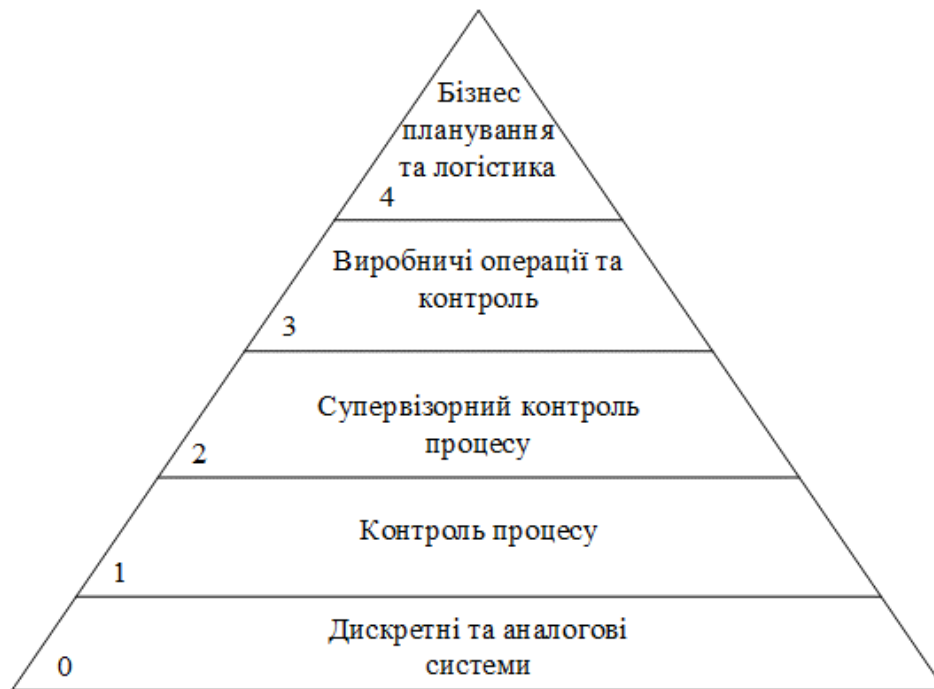 Бізнес
планування
та логістика
4
Виробничі операції та
контроль
3
Супервізорний контроль
процесу
2
Контроль процесу
1
Дискретні та аналогові
системи
0